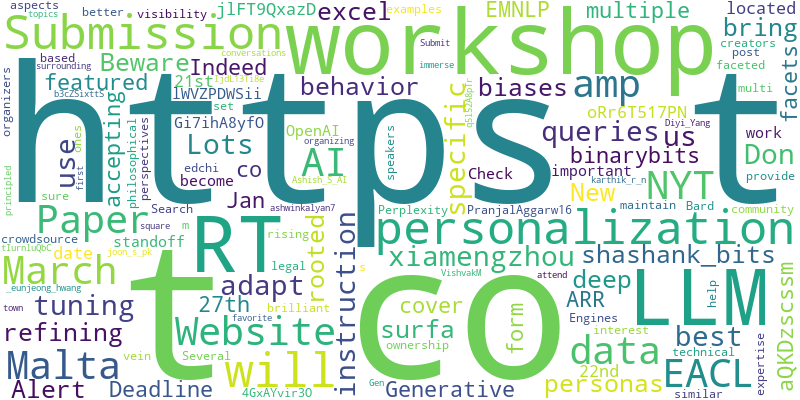 aspects
topics
better
visibility
jlFT9QxazD
excel
examples
EMNLP
multiple
located
creators
post
faceted
bring
Submission
workshop
Beware
Indeed
conversations
surrounding
Submit
immerse
facetsg
multi
featured
21st
behavior
biases
amp
organizers
b3cZSixttS
based
accepting
philosophical
perspectives
lWVZPDWSii
set
Gi7ihA8yfO
OpenAI
organizing
speakers
specific
oRr6T517PN
Diyi_Yang
work
https
t
queries
us
Don
use
ones
Lots
AI
edchi
co
become
Ashish_S_AI
binarybits
important
provide
Check
karthik_r_n
New
NYT
maintain
Bard
community
principled
first
sure
Search
Jan
ashwinkalyan7
Perplexity
PranjalAggarw16
Paper
RT
personalization
crowdsource
standoff
square
m
rising
legal
rooted
instruction
tIurnIuQbC
date
joon_s_pk
xiamengzhou
shashank_bits
March
adapt
s
VishvakM
attend
deep
LLM
help
_eunjeong_hwang
town
tuning
27th
brilliant
favorite
cover
surfa
form
ARR
Engines
data
interest
technical
expertise
aQKDzscssm
refining
Website
vein
Several
ownership
best
t
co
will
Malta
22nd
EACL
Alert
Deadline
4GxAYvir3O
Gen
Generative
personas
similar